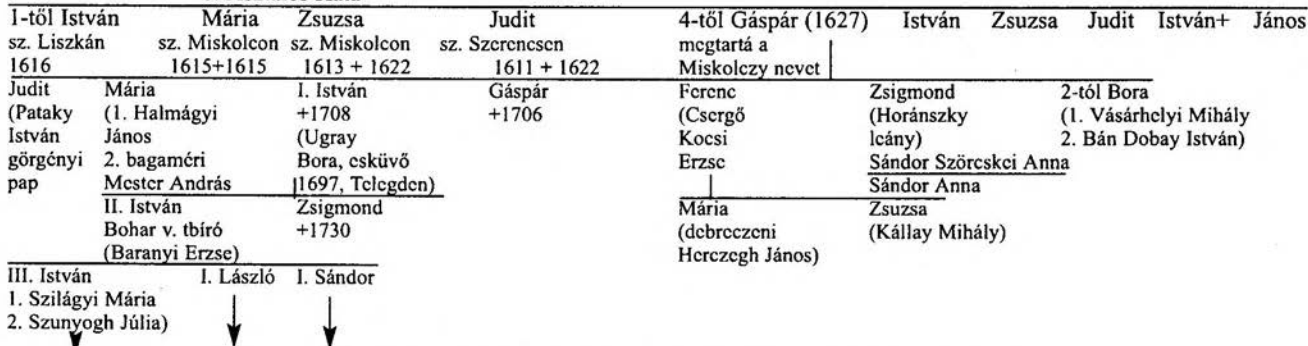 1-től István Mária Zsuzsa Judit 4-től Gáspár (1627) István Zsuzsa Judit István+ János
sz. Liszkán sz. Miskolcon sz. Miskolcon sz. Szerencsen megtartá a
1616 1615+1615 1613 + 1622 1611 + 1622 Miskolczy nevet
Judit Mária I. István Gáspár Ferenc Zsigmond 2-tól Bora
(Pataky (1. Halmágyi +1708 +1706 (Csergő (Horánszky (1. Vásárhelyi Mihály
István János (Ugray Kocsi leány) 2. Bán Dobay István)
görgényi 2. bagaméri Bora, esküvő Erzse Sándor Szörcskei Anna
pap Mester András 1697, Telegden) Sándor Anna
II. István Zsigmond Mária Zsuzsa
Bohar v. tbíró +1730 (debreczeni (Kállay Mihály)
(Baranyi Erzse) Herczegh János)
III. István I. László I. Sándor
1. Szilágyi Mária
2. Szunyogh Júlia)